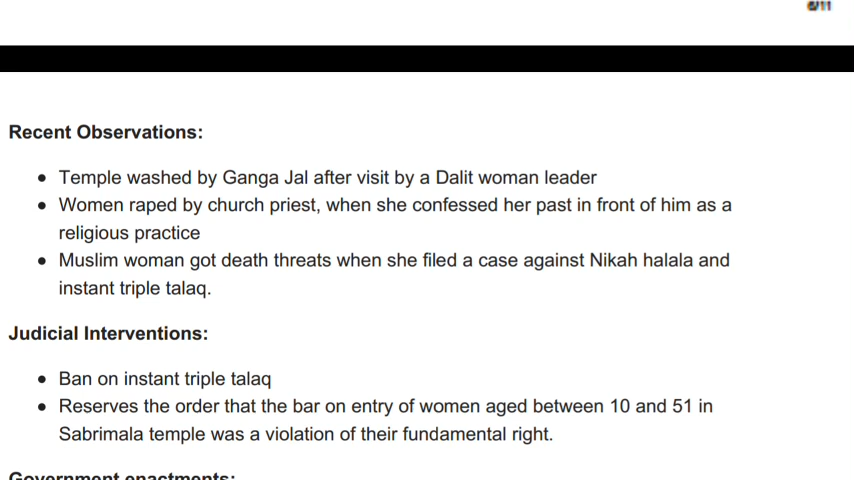 6/11
Recent Observations:
● Temple washed by Ganga Jal after visit by a Dalit woman leader
● Women raped by church priest, when she confessed her past in front of him as a
religious practice
● Muslim woman got death threats when she filed a case against Nikah halala and
instant triple talaq.
Judicial Interventions:
● Ban on instant triple talaq
● Reserves the order that the bar on entry of women aged between 10 and 51 in
Sabrimala temple was a violation of their fundamental right.
Government enactments: